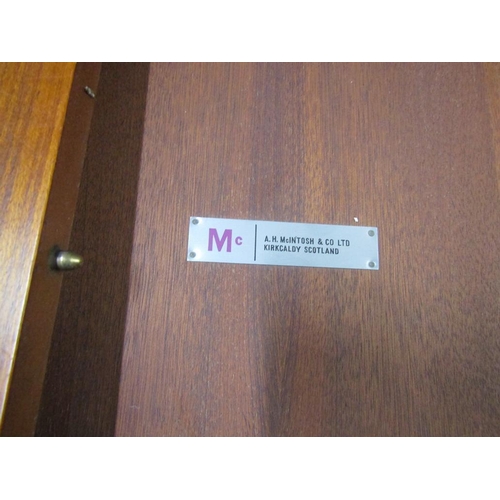 Mc
A. H. McINTOSH & CO LTD
KIRKCALDY SCOTLAND